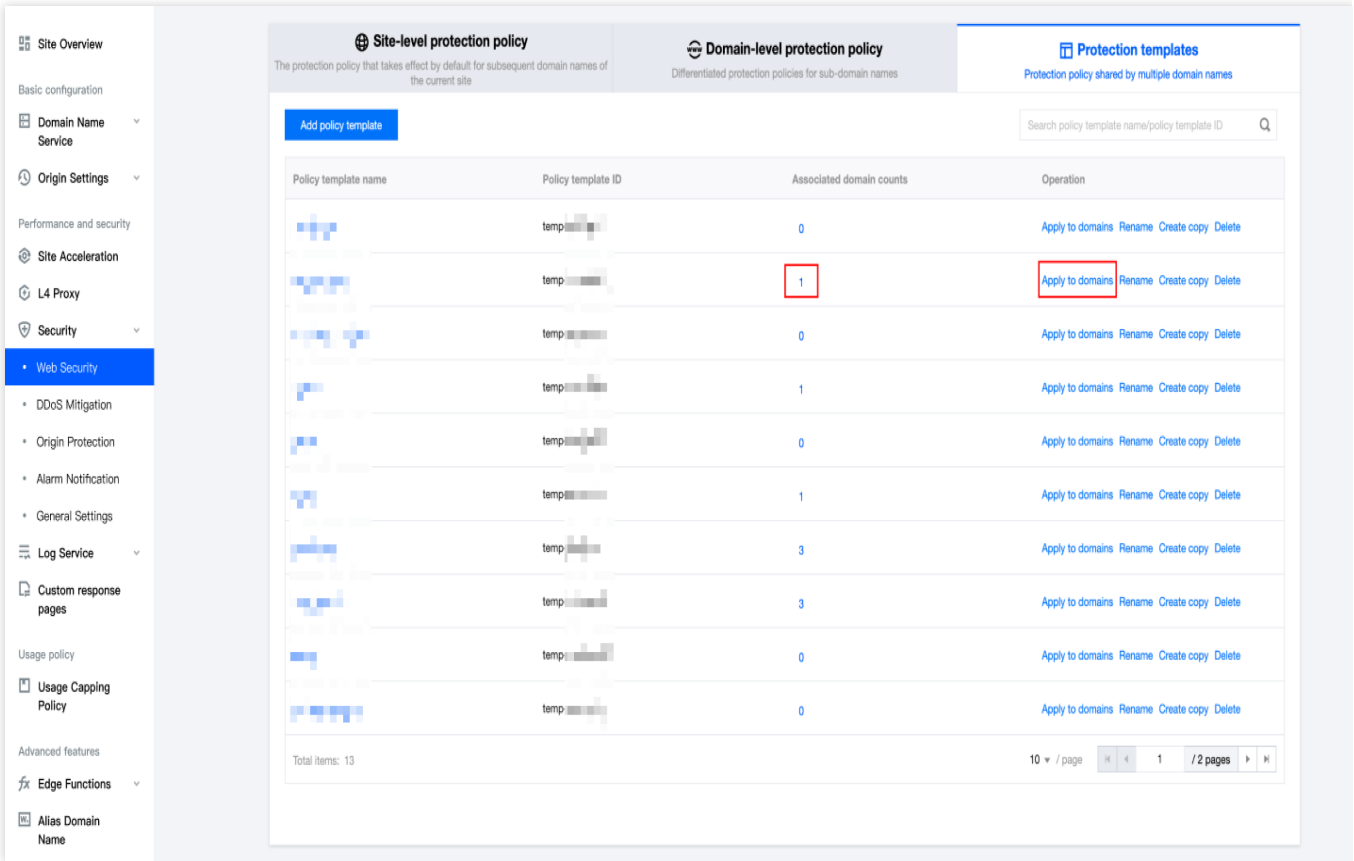 Site Overview
Basic configuration
Domain Name
Service
Origin Settings
Performance and security
Site Acceleration
L4 Proxy
Security
Web Security
DDoS Mitigation
Origin Protection
Alarm Notification
General Settings
Log Service
Custom response
pages
Usage policy
Usage Capping
Policy
Advanced features
Edge Functions
Alias Domain
Name
Site-level protection policy
The protection policy that takes effect by default for subsequent domain names of
the current site
Domain-level protection policy
Differentiated protection policies for sub-domain names
Protection templates
Protection policy shared by multiple domain names
Add policy template
Search policy template name/policy template ID
Policy template name Policy template ID Associated domain counts Operation
temp- 0 Apply to domains Rename Create copy Delete
temp- 1 Apply to domains Rename Create copy Delete
temp- 0 Apply to domains Rename Create copy Delete
temp- 1 Apply to domains Rename Create copy Delete
temp- 0 Apply to domains Rename Create copy Delete
temp- 1 Apply to domains Rename Create copy Delete
temp- 3 Apply to domains Rename Create copy Delete
temp- 3 Apply to domains Rename Create copy Delete
temp- 0 Apply to domains Rename Create copy Delete
temp- 0 Apply to domains Rename Create copy Delete
Total items: 13 10 / page 1 / 2 pages